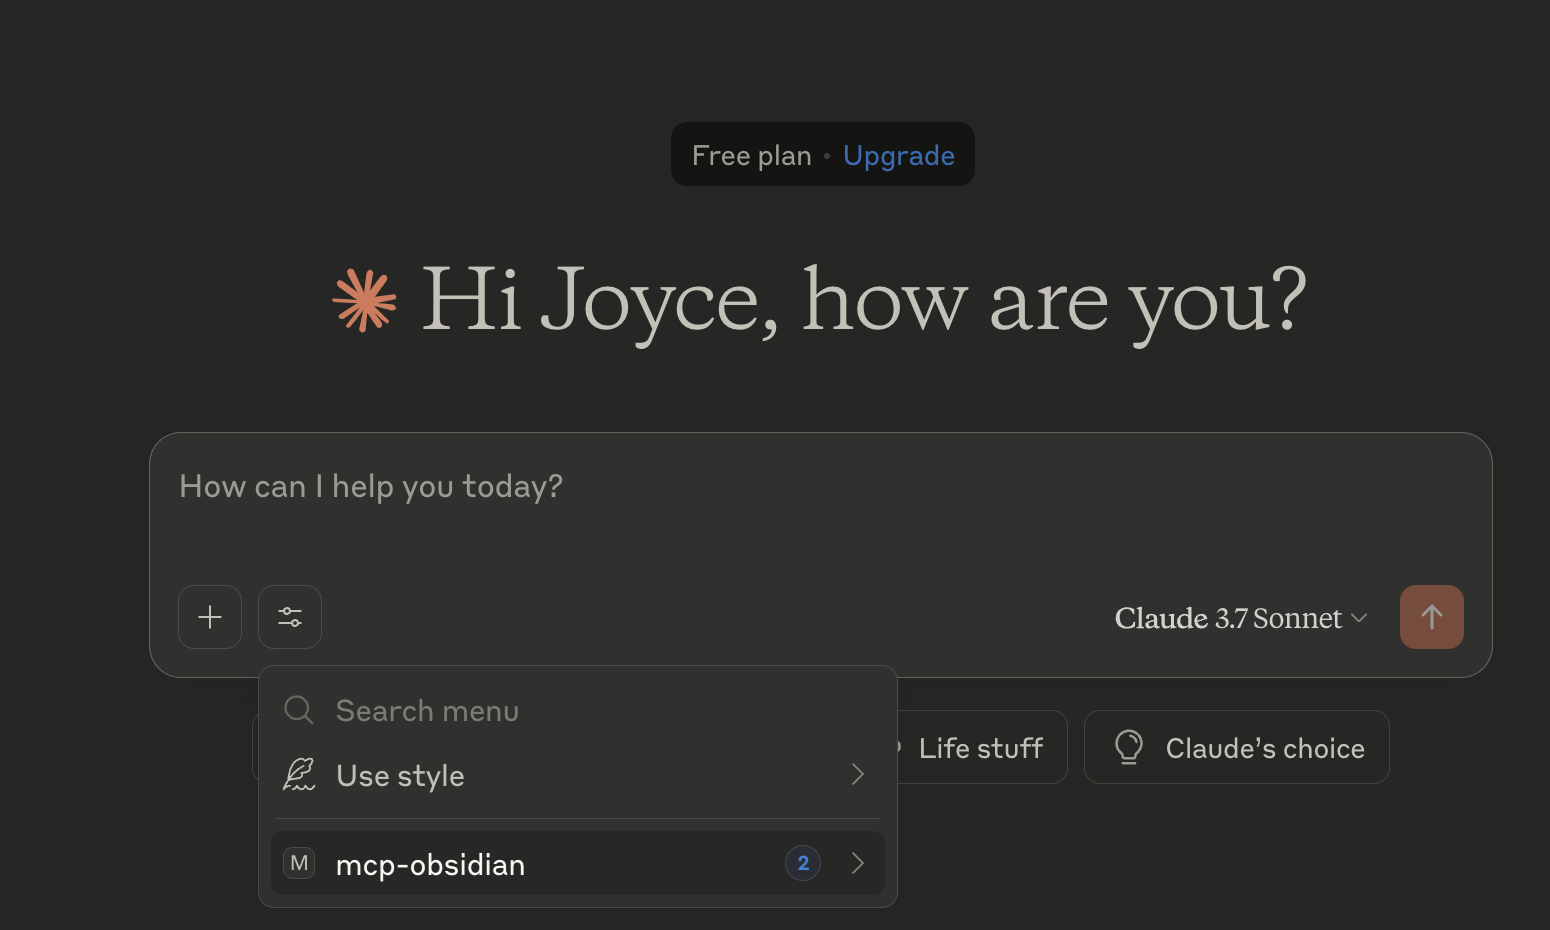 Free plan • Upgrade
Hi Joyce, how are you?
How can I help you today?
Claude 3.7 Sonnet
Search menu
Use style
Life stuff
Claude’s choice
M mcp-obsidian 2